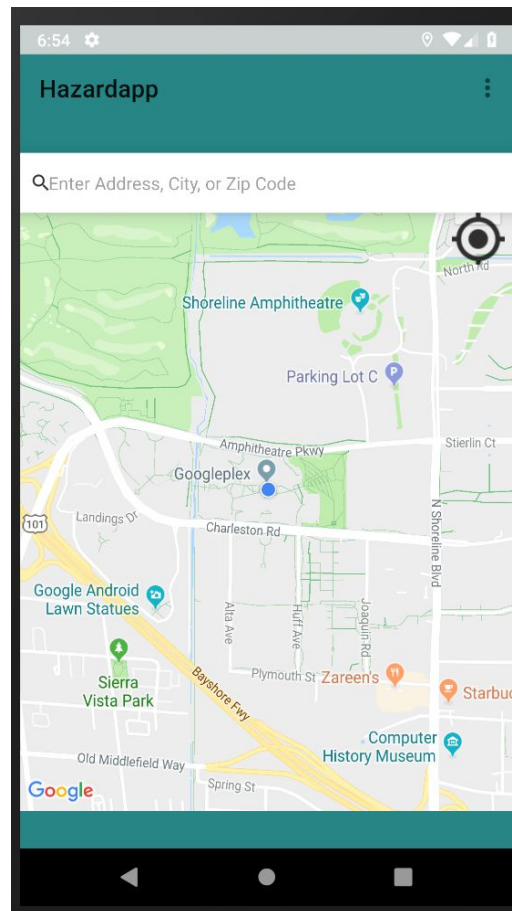 6:54
Hazardapp
Enter Address, City, or Zip Code
North Rd
Shoreline Amphitheatre
P
Parking Lot C
Amphitheatre Pkwy
Stierlin Ct
Googleplex
101
Landings Dr
Charleston Rd
N Shoreline Blvd
Google Android
Lawn Statues
Alta Ave
Huff Ave
Joaquin Rd
Bayshore Fwy
Plymouth St
Zareen's
Sierra
Vista Park
Starbuc
Computer
History Museum
Old Middlefield Way
Spring St
Google